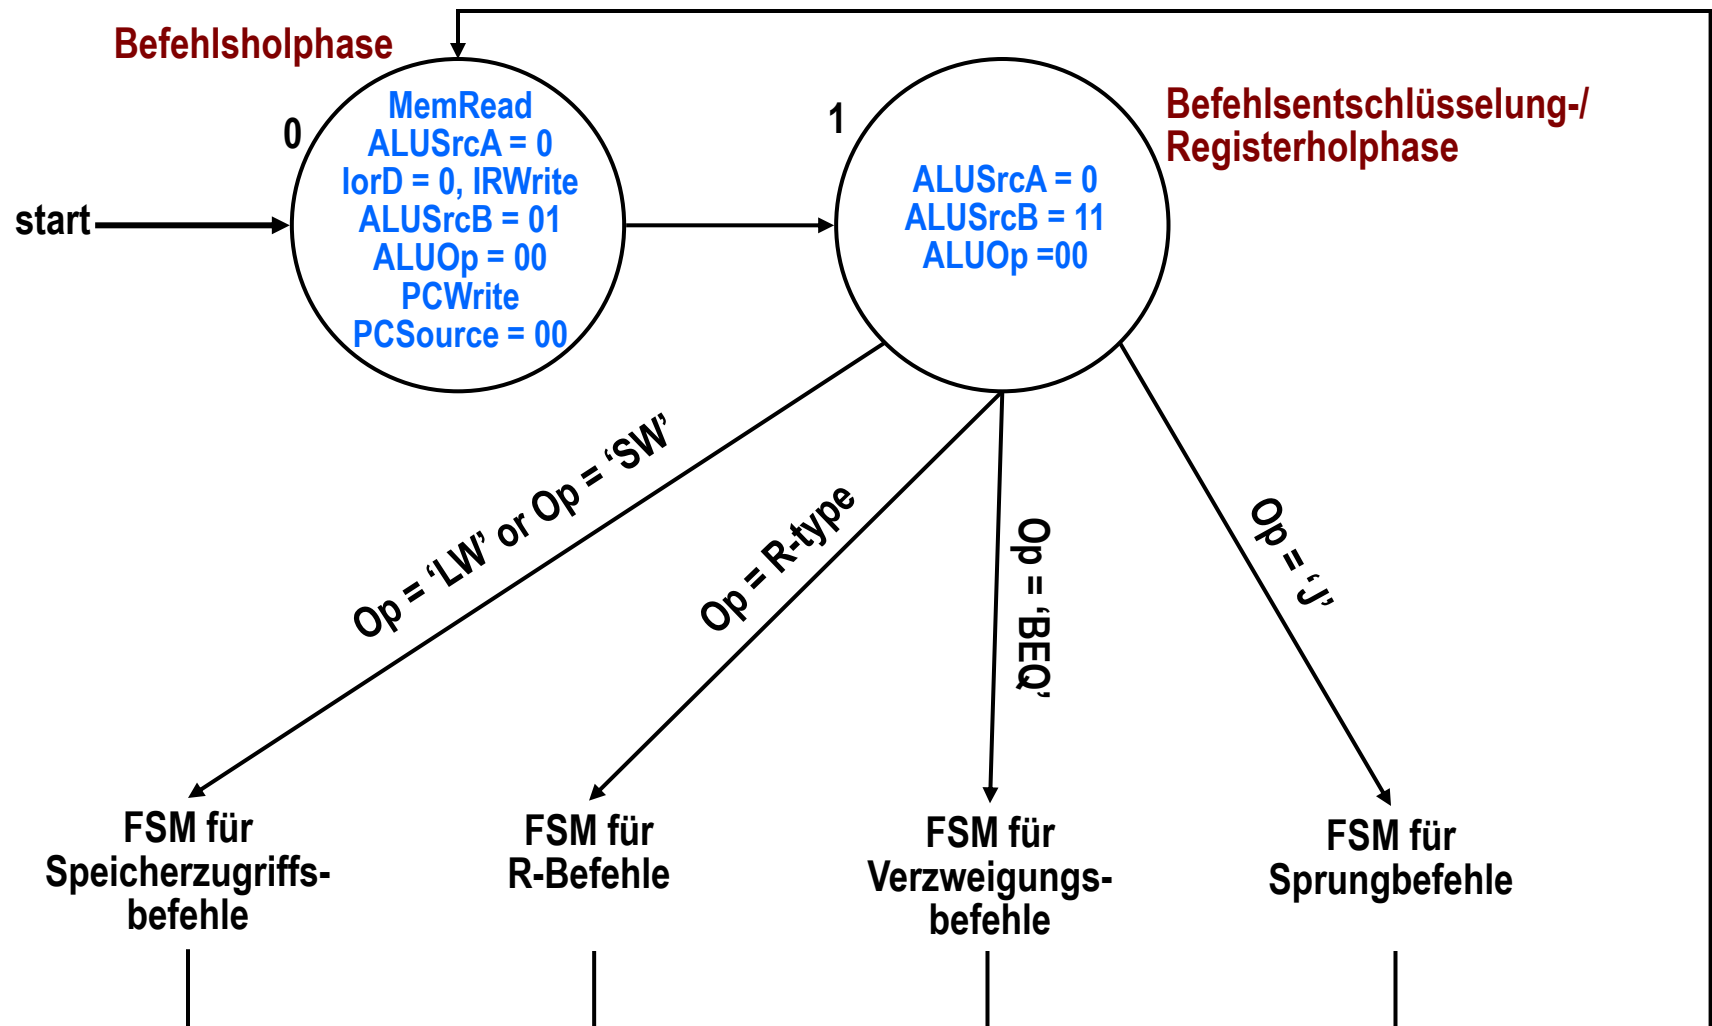 Befehlsholphase
0
MemRead
ALUSrcA = 0
IorD = 0, IRWrite
ALUSrcB = 01
ALUOp = 00
PCWrite
PCSource = 00
start
1
ALUSrcA = 0
ALUSrcB = 11
ALUOp =00
Befehlsentschlüsselung-/
Registerholphase
Op = ‘LW’ or Op = ‘SW’
Op = R-type
Op = ‘BEQ’
Op = ‘J’
FSM für
Speicherzugriffs-
befehle
FSM für
R-Befehle
FSM für
Verzweigungs-
befehle
FSM für
Sprungbefehle